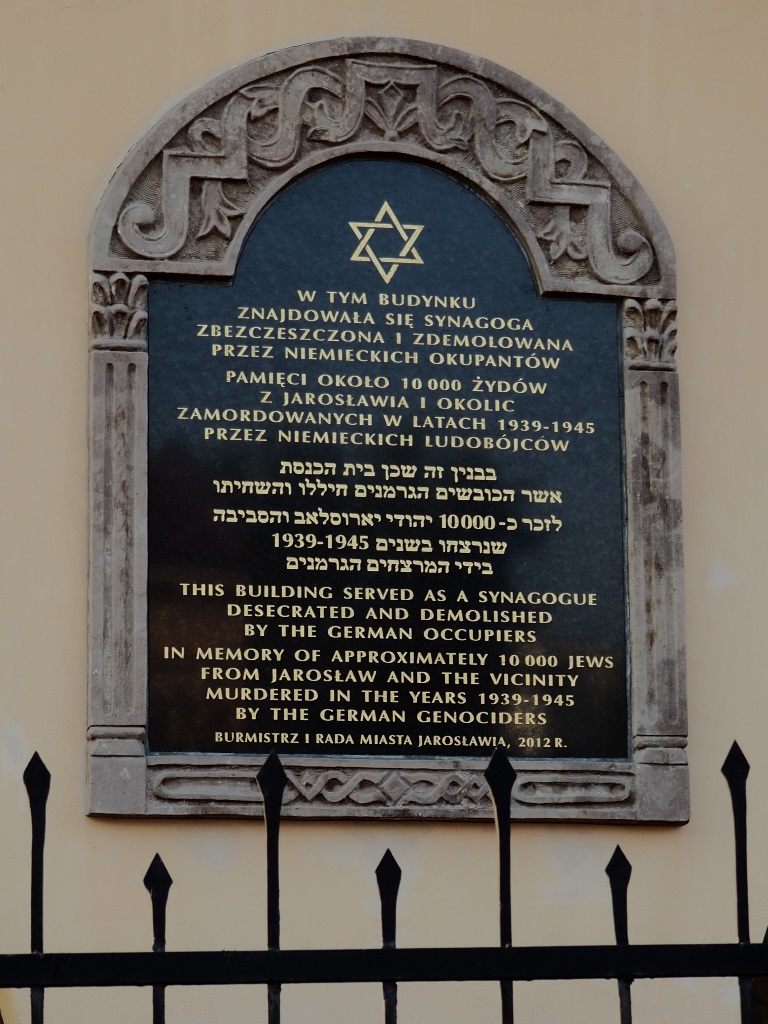 W TYM BUDYNKU
ZNAJDOWAŁA SIĘ SYNAGOGA
ZBEZCZESZCZONA I ZDEMOLOWANA
PRZEZ NIEMIECKICH OKUPANTÓW
PAMIĘCI OKOŁO 10 000 ŻYDÓW
Z JAROSŁAWIA I OKOLIC
ZAMORDOWANYCH W LATACH 1939-1945
PRZEZ NIEMIECKICH LUDOBÓJCÓW
בבנין זה שכן בית הכנסת
אשר הכובשים הגרמנים חיללו והשחיתו
לזכר כ- 10 000 יהודי יארוסלאב והסביבה
שנרצחו בשנים 1939-1945
בידי המרצחים הגרמנים
THIS BUILDING SERVED AS A SYNAGOGUE
DESECRATED AND DEMOLISHED
BY THE GERMAN OCCUPIERS
IN MEMORY OF APPROXIMATELY 10 000 JEWS
FROM JAROSŁAW AND THE VICINITY
MURDERED IN THE YEARS 1939-1945
BY THE GERMAN GENOCIDERS
BURMISTRZ I RADA MIASTA JAROSŁAWIA, 2012 R.